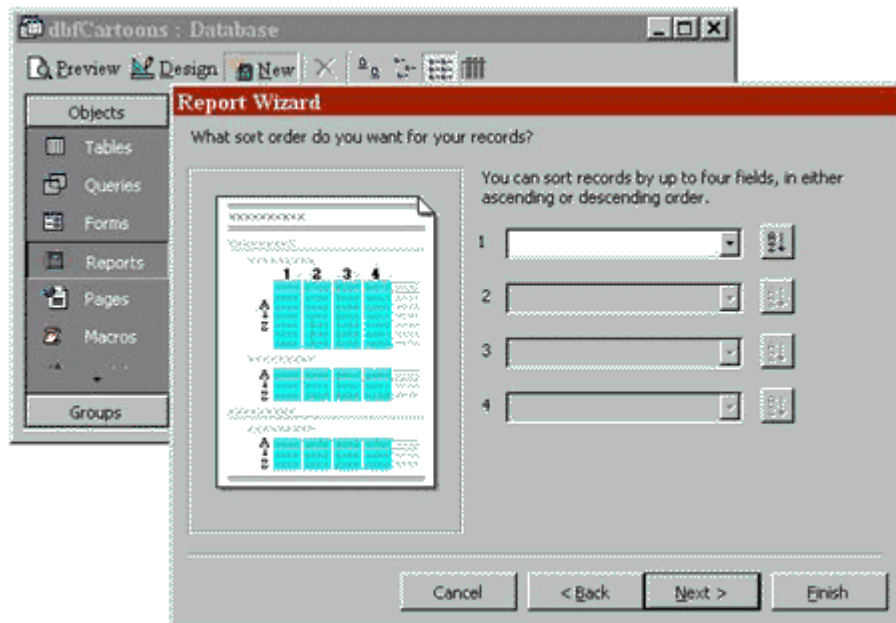 dbfCartoons : Database
Preview Design New
Objects
Tables
Queries
Forms
Reports
Pages
Macros
Groups
Report Wizard
What sort order do you want for your records?
You can sort records by up to four fields, in either
ascending or descending order.
1
2
3
4
1 2 3 4
Cancel < Back Next > Finish